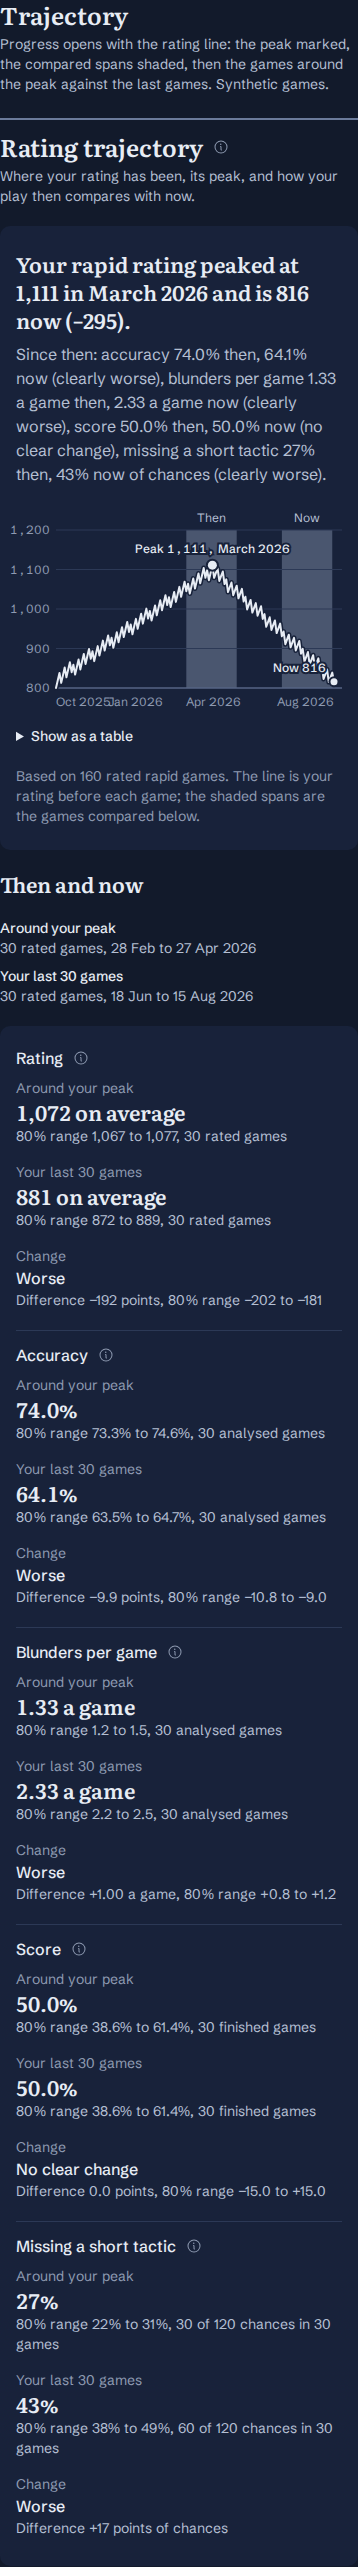 Trajectory
Progress opens with the rating line: the peak marked,
the compared spans shaded, then the games around
the peak against the last games. Synthetic games.
Rating trajectory
Where your rating has been, its peak, and how your
play then compares with now.
Your rapid rating peaked at
1,111 in March 2026 and is 816
now (−295).
Since then: accuracy 74.0% then, 64.1%
now (clearly worse), blunders per game 1.33
a game then, 2.33 a game now (clearly
worse), score 50.0% then, 50.0% now (no
clear change), missing a short tactic 27%
then, 43% now of chances (clearly worse).
Then Now
1,200
Peak 1,111, March 2026
1,100
1,000
900
Now 816
800
Oct 2025 Jan 2026 Apr 2026 Aug 2026
▶ Show as a table
Based on 160 rated rapid games. The line is your
rating before each game; the shaded spans are
the games compared below.
Then and now
Around your peak
30 rated games, 28 Feb to 27 Apr 2026
Your last 30 games
30 rated games, 18 Jun to 15 Aug 2026
Rating
Around your peak
1,072 on average
80% range 1,067 to 1,077, 30 rated games
Your last 30 games
881 on average
80% range 872 to 889, 30 rated games
Change
Worse
Difference −192 points, 80% range −202 to −181
Accuracy
Around your peak
74.0%
80% range 73.3% to 74.6%, 30 analysed games
Your last 30 games
64.1%
80% range 63.5% to 64.7%, 30 analysed games
Change
Worse
Difference −9.9 points, 80% range −10.8 to −9.0
Blunders per game
Around your peak
1.33 a game
80% range 1.2 to 1.5, 30 analysed games
Your last 30 games
2.33 a game
80% range 2.2 to 2.5, 30 analysed games
Change
Worse
Difference +1.00 a game, 80% range +0.8 to +1.2
Score
Around your peak
50.0%
80% range 38.6% to 61.4%, 30 finished games
Your last 30 games
50.0%
80% range 38.6% to 61.4%, 30 finished games
Change
No clear change
Difference 0.0 points, 80% range −15.0 to +15.0
Missing a short tactic
Around your peak
27%
80% range 22% to 31%, 30 of 120 chances in 30
games
Your last 30 games
43%
80% range 38% to 49%, 60 of 120 chances in 30
games
Change
Worse
Difference +17 points of chances